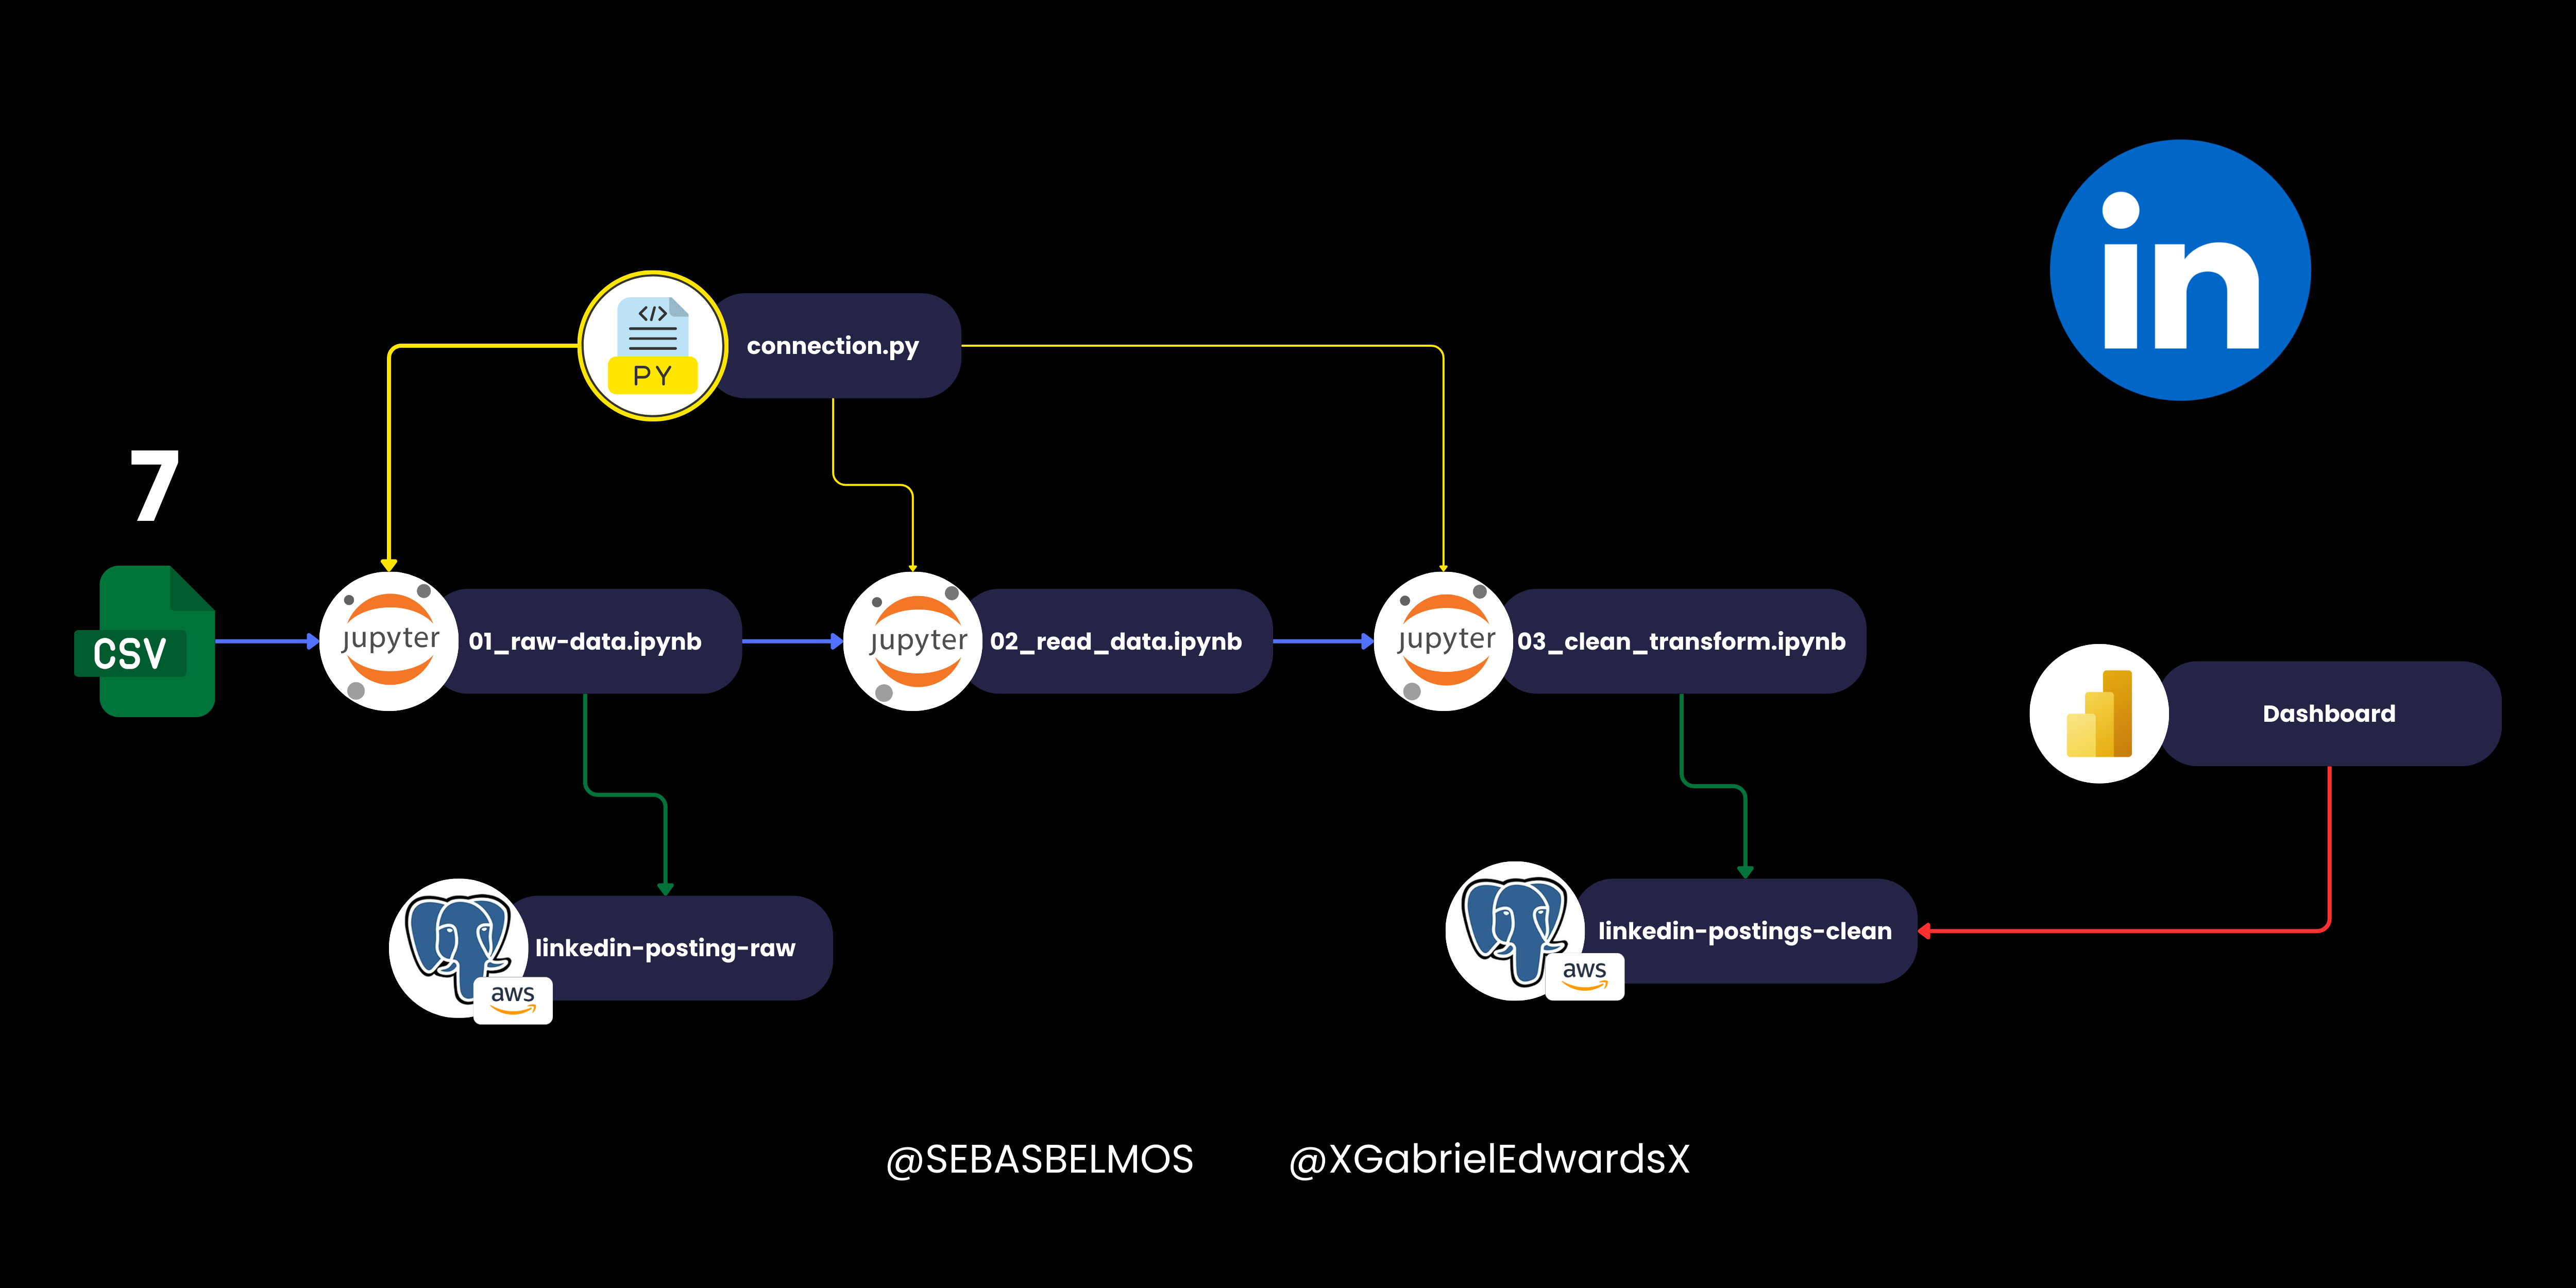 in
</>
PY
connection.py
7
CSV
jupyter
01_raw-data.ipynb
jupyter
02_read_data.ipynb
jupyter
03_clean_transform.ipynb
Dashboard
linkedin-posting-raw
aws
linkedin-postings-clean
aws
@SEBASBELMOS
@XGabrielEdwardsX